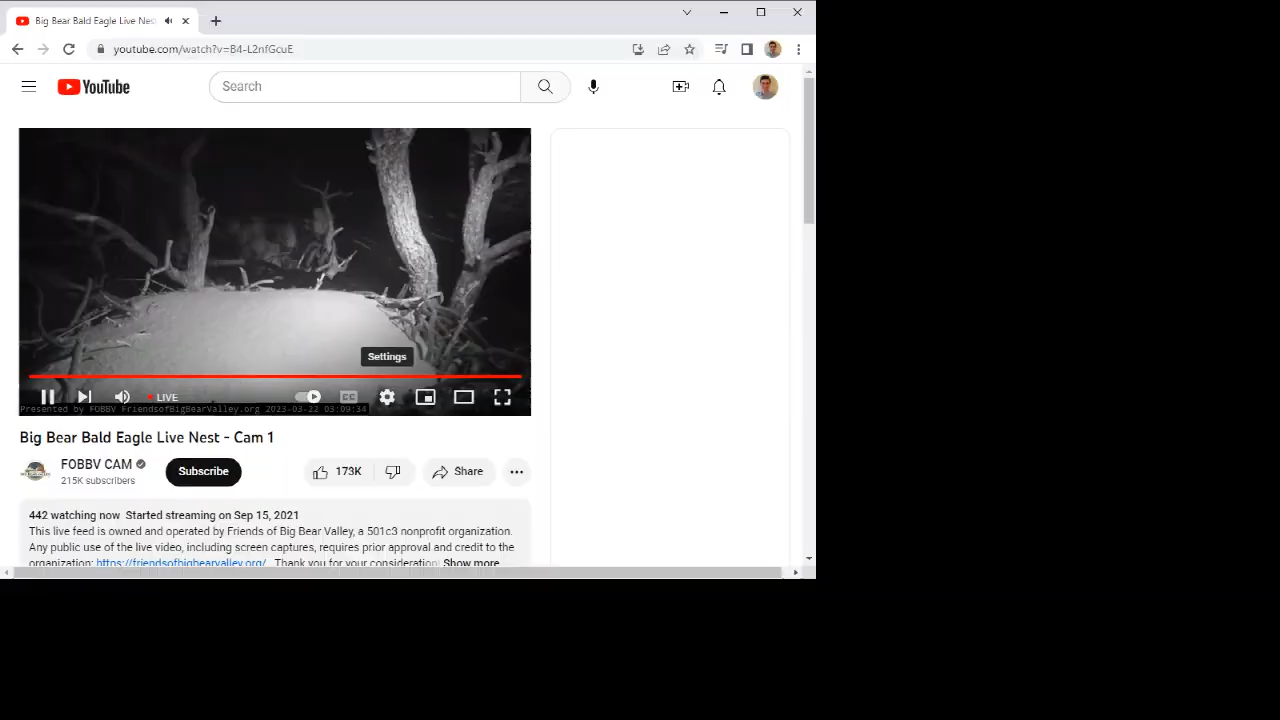 Big Bear Bald Eagle Live Nest
youtube.com/watch?v=B4-L2nfGcuE
YouTube
Search
Settings
LIVE
CC
Presented by FOBBV FriendsofBigBearValley.org 2023-03-22 03:09:34
Big Bear Bald Eagle Live Nest - Cam 1
FOBBV CAM
215K subscribers
Subscribe
173K
Share
442 watching now Started streaming on Sep 15, 2021
This live feed is owned and operated by Friends of Big Bear Valley, a 501c3 nonprofit organization.
Any public use of the live video, including screen captures, requires prior approval and credit to the
organization: https://friendsofbigbearvalley.org/ . Thank you for your consideration! Show more